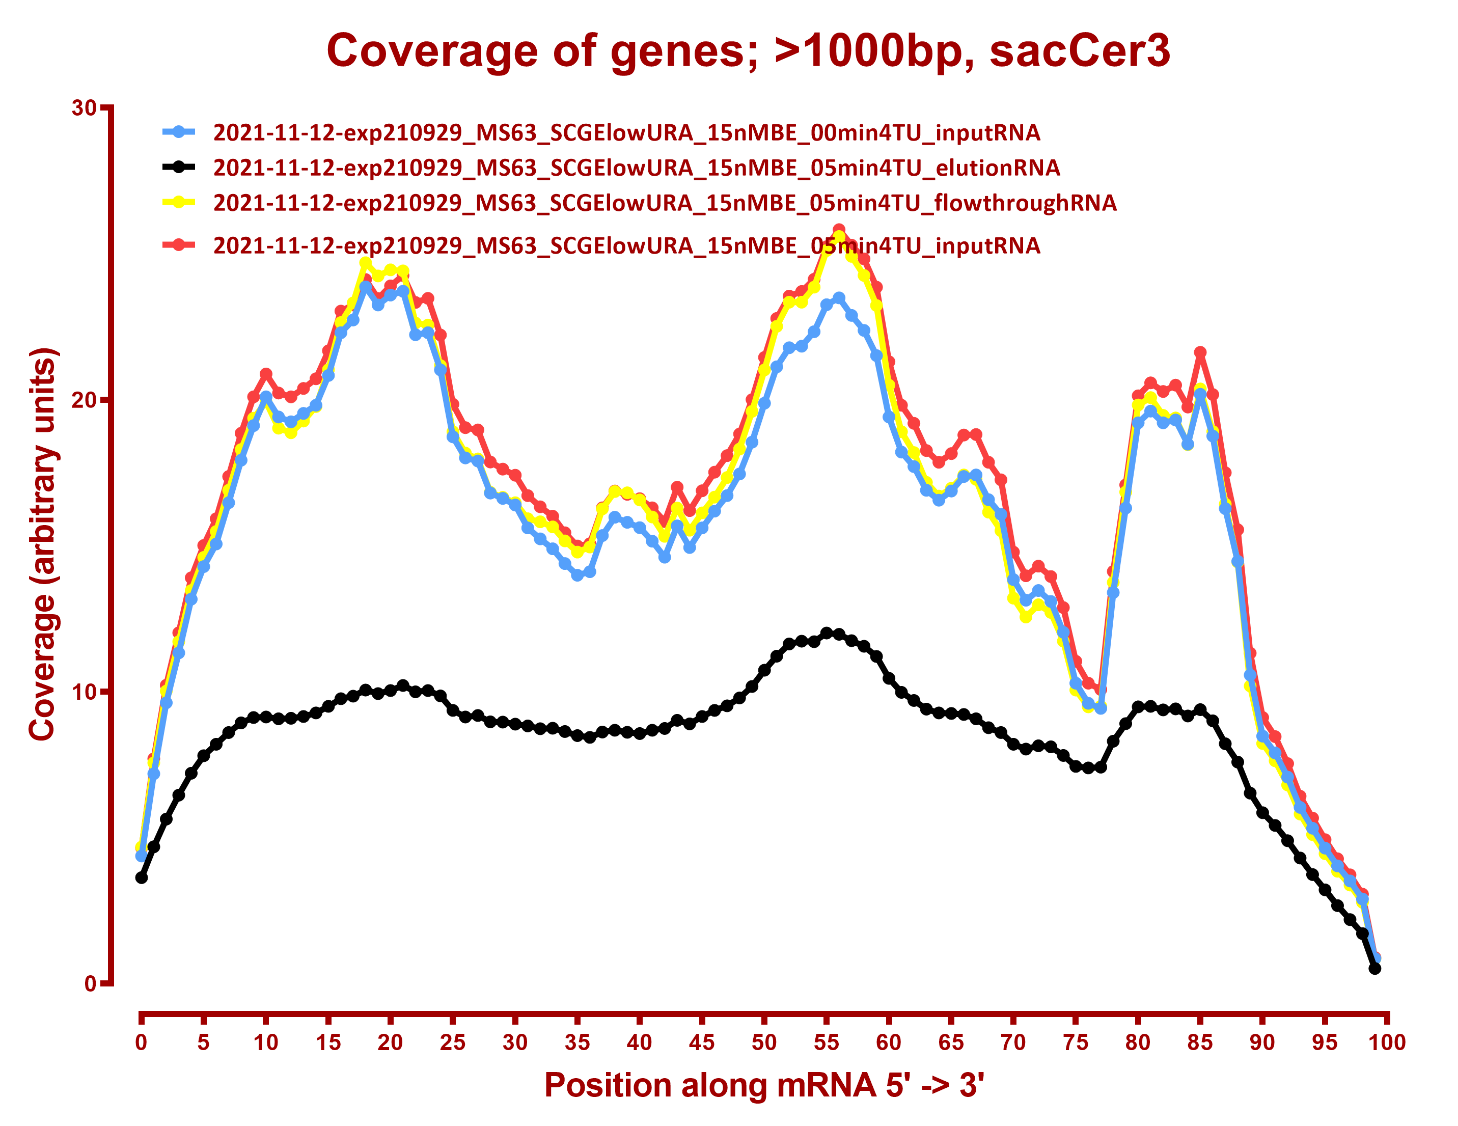 Coverage of genes; >1000bp, sacCer3
30
2021-11-12-exp210929_MS63_SCGElowURA_15nMBE_00min4TU_inputRNA
2021-11-12-exp210929_MS63_SCGElowURA_15nMBE_05min4TU_elutionRNA
2021-11-12-exp210929_MS63_SCGElowURA_15nMBE_05min4TU_flowthroughRNA
2021-11-12-exp210929_MS63_SCGElowURA_15nMBE_05min4TU_inputRNA
20
Coverage (arbitrary units)
10
0
0 5 10 15 20 25 30 35 40 45 50 55 60 65 70 75 80 85 90 95 100
Position along mRNA 5' -> 3'